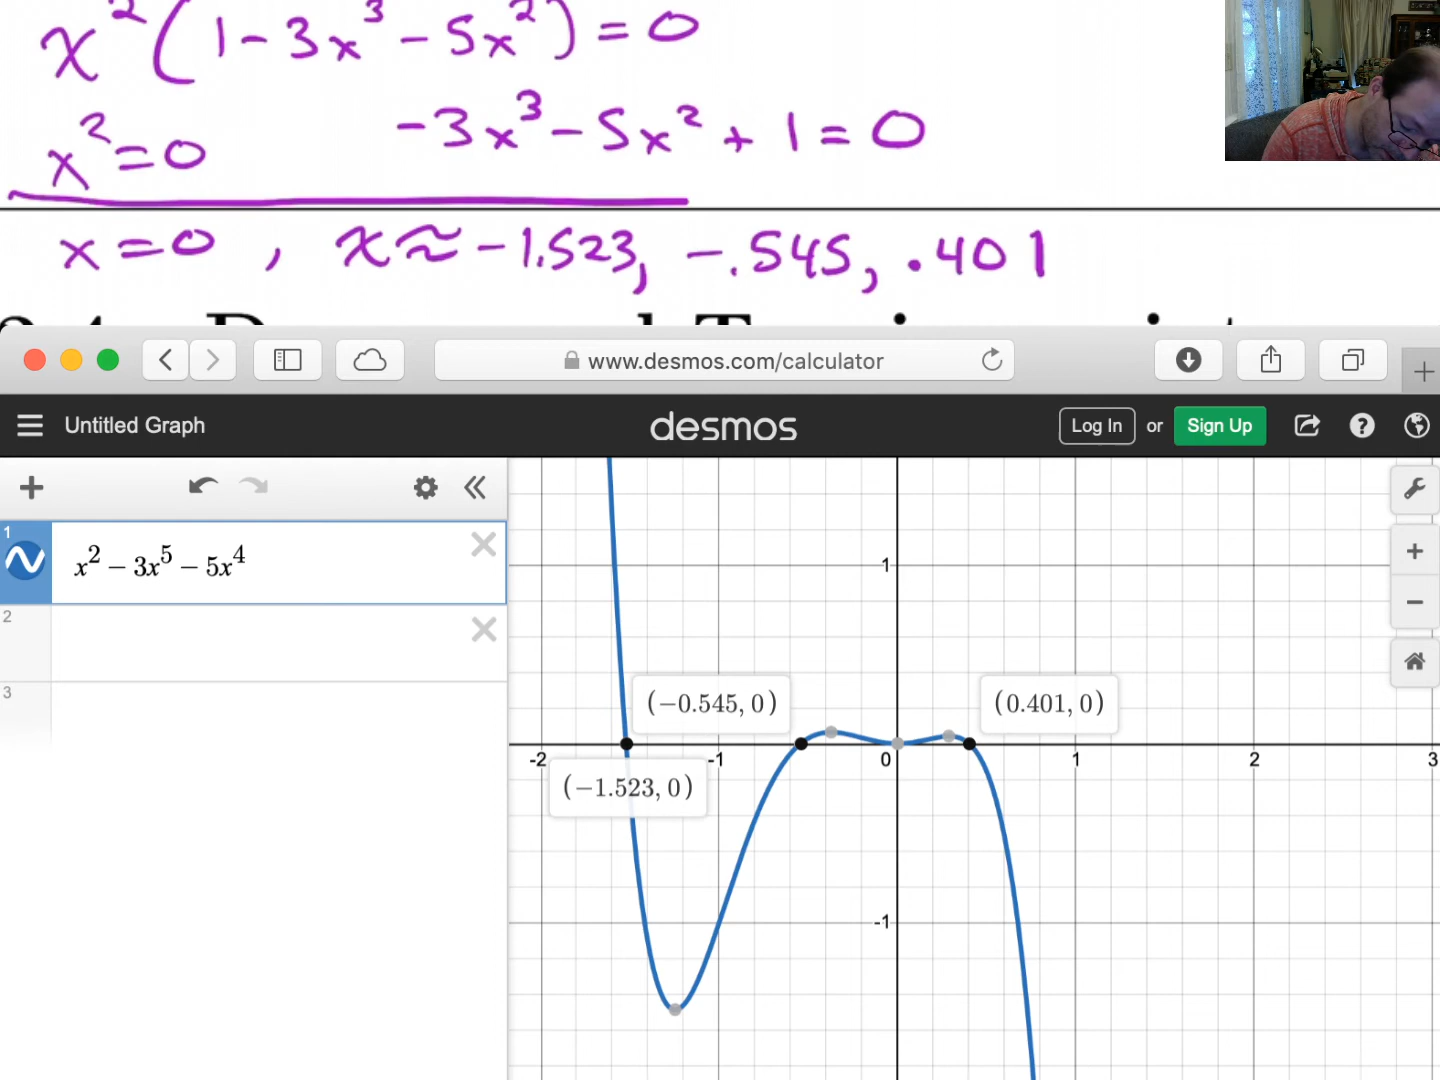 x²(1-3x³-5x²)=0
x²=0 -3x³-5x²+1=0
x=0, x≈-1.523, -.545, .401
www.desmos.com/calculator
Untitled Graph
desmos
Log In or Sign Up
1
x² − 3x⁵ − 5x⁴
2
3
1
(−0.545, 0)
(0.401, 0)
-2 -1 0 1 2 3
(−1.523, 0)
-1